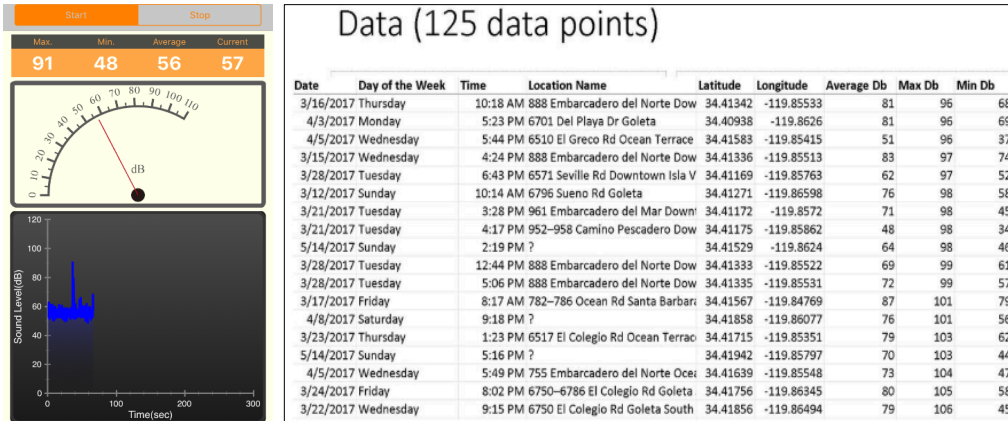 Start Stop
Max. Min. Average Current
91 48 56 57
0 10 20 30 40 50 60 70 80 90 100 110
dB
120
100
80
60
40
20
0
Sound Level(dB)
0 100 200 300
Time(sec)
Data (125 data points)
Date Day of the Week Time Location Name Latitude Longitude Average Db Max Db Min Db
3/16/2017 Thursday 10:18 AM 888 Embarcadero del Norte Dow 34.41342 -119.85533 81 96 68
4/3/2017 Monday 5:23 PM 6701 Del Playa Dr Goleta 34.40938 -119.8626 81 96 69
4/5/2017 Wednesday 5:44 PM 6510 El Greco Rd Ocean Terrace 34.41583 -119.85415 51 96 37
3/15/2017 Wednesday 4:24 PM 888 Embarcadero del Norte Dow 34.41336 -119.85513 83 97 74
3/28/2017 Tuesday 6:43 PM 6571 Seville Rd Downtown Isla V 34.41169 -119.85763 62 97 52
3/12/2017 Sunday 10:14 AM 6796 Sueno Rd Goleta 34.41271 -119.86598 76 98 58
3/21/2017 Tuesday 3:28 PM 961 Embarcadero del Mar Down 34.41172 -119.8572 71 98 45
3/21/2017 Tuesday 4:17 PM 952–958 Camino Pescadero Dow 34.41175 -119.85862 48 98 34
5/14/2017 Sunday 2:19 PM ? 34.41529 -119.8624 64 98 46
3/28/2017 Tuesday 12:44 PM 888 Embarcadero del Norte Dow 34.41333 -119.85522 69 99 61
3/28/2017 Tuesday 5:06 PM 888 Embarcadero del Norte Dow 34.41335 -119.85531 72 99 57
3/17/2017 Friday 8:17 AM 782–786 Ocean Rd Santa Barbara 34.41567 -119.84769 87 101 79
4/8/2017 Saturday 9:18 PM ? 34.41858 -119.86077 76 101 56
3/23/2017 Thursday 1:23 PM 6517 El Colegio Rd Ocean Terrac 34.41715 -119.85351 79 103 62
5/14/2017 Sunday 5:16 PM ? 34.41942 -119.85797 70 103 44
4/5/2017 Wednesday 5:49 PM 755 Embarcadero Norte Ocea 34.41639 -119.85548 73 104 47
3/24/2017 Friday 8:02 PM 6750–6786 El Colegio Rd Goleta 34.41756 -119.86345 80 105 58
3/22/2017 Wednesday 9:15 PM 6750 El Colegio Rd Goleta South 34.41856 -119.86494 79 106 45